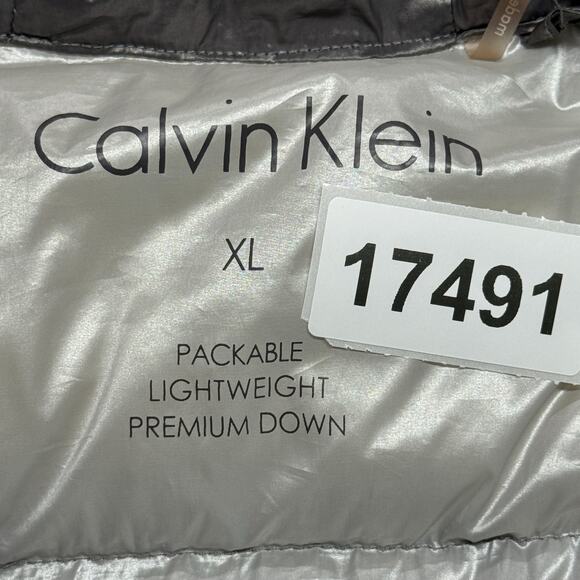 Calvin Klein
XL
17491
PACKABLE
LIGHTWEIGHT
PREMIUM DOWN